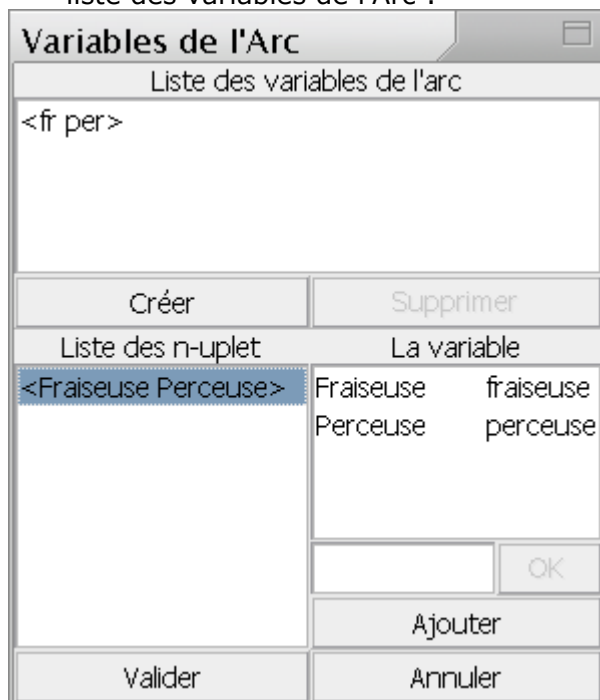 liste des variables de l'Arc :
Variables de l'Arc
Liste des variables de l'arc
<fr per>
Créer Supprimer
Liste des n-uplet La variable
<Fraiseuse Perceuse> Fraiseuse fraiseuse
Perceuse perceuse
OK
Ajouter
Valider Annuler